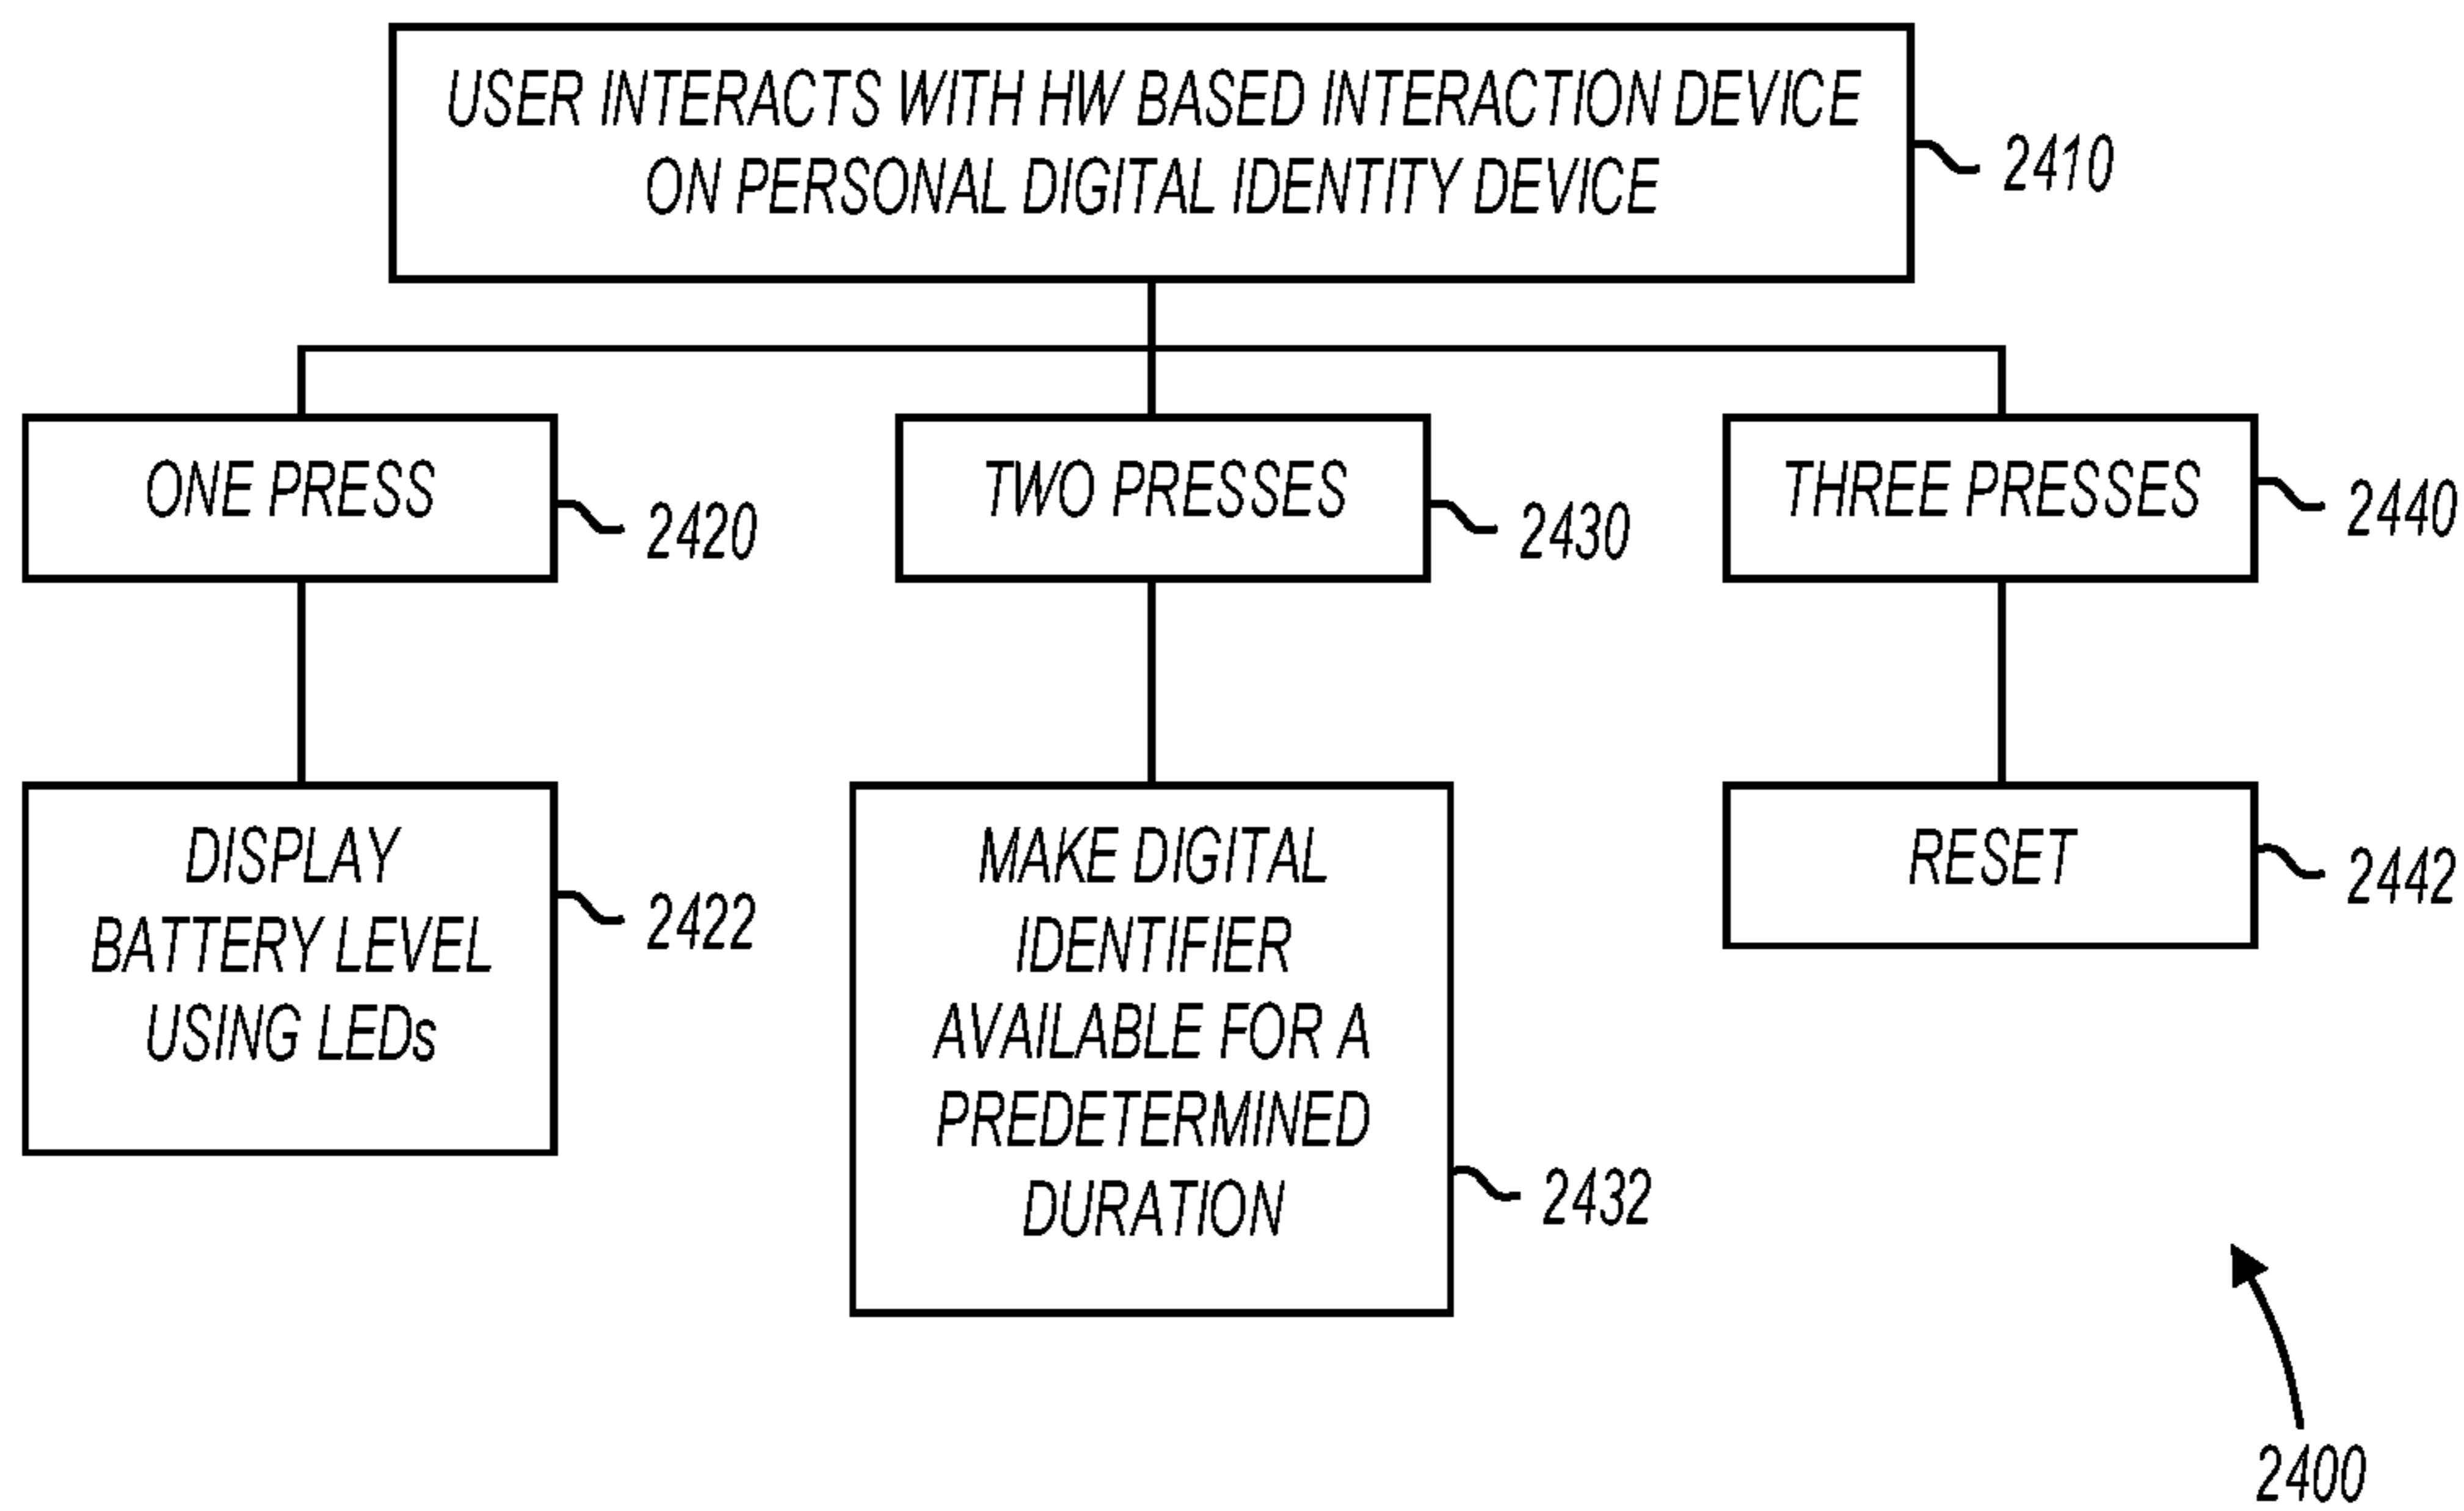 USER INTERACTS WITH HW BASED INTERACTION DEVICE
ON PERSONAL DIGITAL IDENTITY DEVICE
2410
ONE PRESS
2420
TWO PRESSES
2430
THREE PRESSES
2440
DISPLAY
BATTERY LEVEL
USING LEDs
2422
MAKE DIGITAL
IDENTIFIER
AVAILABLE FOR A
PREDETERMINED
DURATION
2432
RESET
2442
2400